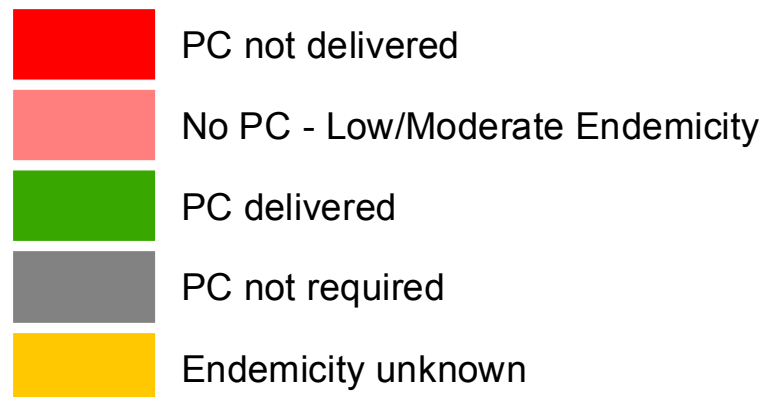 PC not delivered
No PC - Low/Moderate Endemicity
PC delivered
PC not required
Endemicity unknown